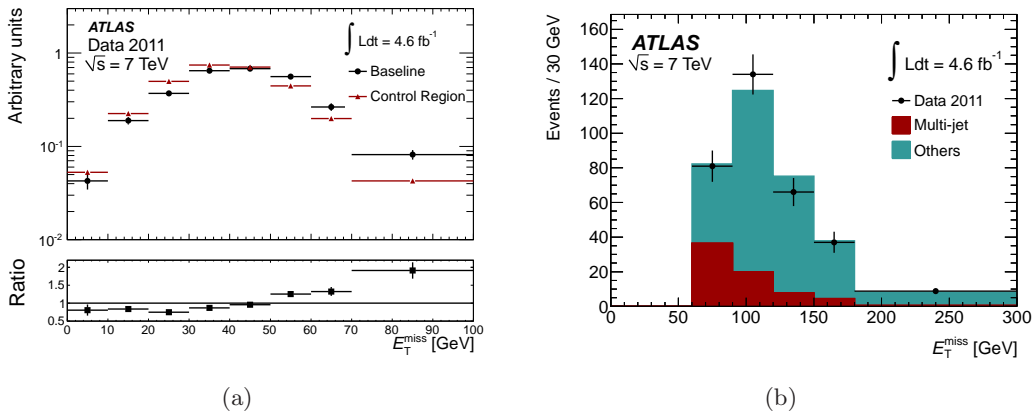 ATLAS
Data 2011
√s = 7 TeV
∫ Ldt = 4.6 fb⁻¹
Baseline
Control Region
Arbitrary units
1
10⁻¹
10⁻²
Ratio
2
1.5
1
0.5
0 10 20 30 40 50 60 70 80 90 100
E_T^miss [GeV]
(a)
ATLAS
√s = 7 TeV
∫ Ldt = 4.6 fb⁻¹
Data 2011
Multi-jet
Others
Events / 30 GeV
160
140
120
100
80
60
40
20
0
0 50 100 150 200 250 300
E_T^miss [GeV]
(b)